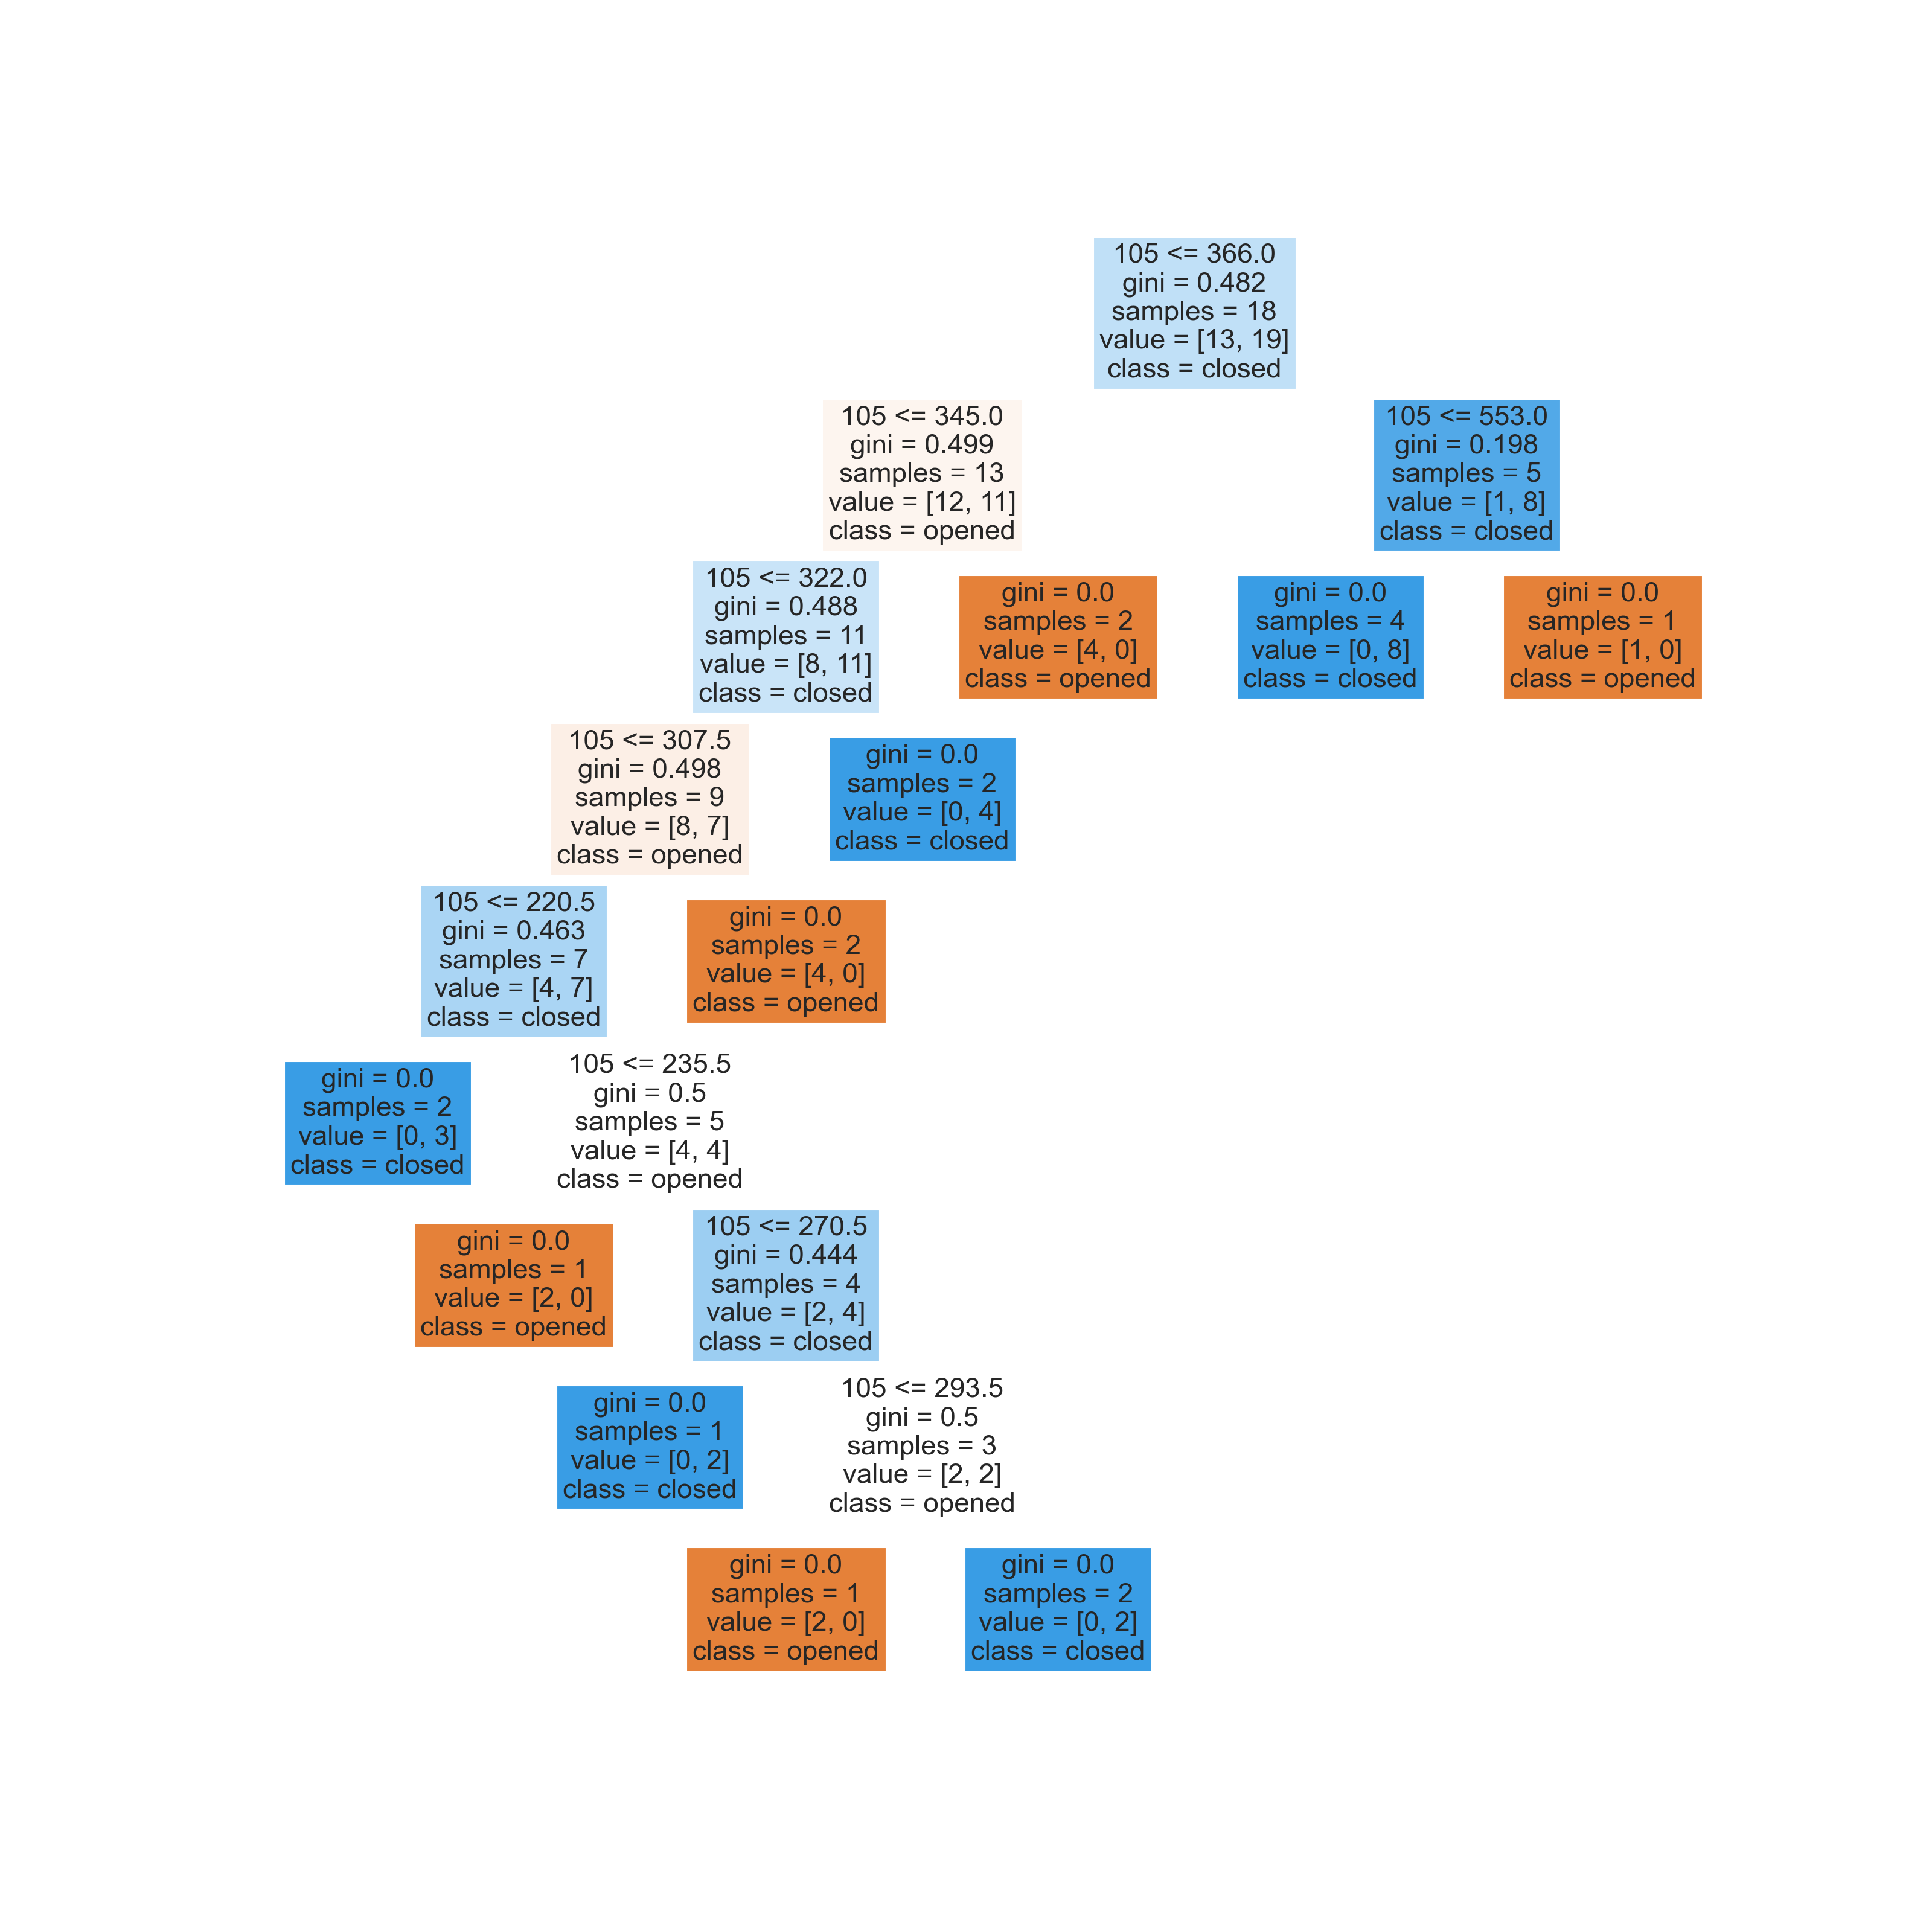 105 <= 366.0
gini = 0.482
samples = 18
value = [13, 19]
class = closed
105 <= 345.0
gini = 0.499
samples = 13
value = [12, 11]
class = opened
105 <= 553.0
gini = 0.198
samples = 5
value = [1, 8]
class = closed
105 <= 322.0
gini = 0.488
samples = 11
value = [8, 11]
class = closed
gini = 0.0
samples = 2
value = [4, 0]
class = opened
gini = 0.0
samples = 4
value = [0, 8]
class = closed
gini = 0.0
samples = 1
value = [1, 0]
class = opened
105 <= 307.5
gini = 0.498
samples = 9
value = [8, 7]
class = opened
gini = 0.0
samples = 2
value = [0, 4]
class = closed
105 <= 220.5
gini = 0.463
samples = 7
value = [4, 7]
class = closed
gini = 0.0
samples = 2
value = [4, 0]
class = opened
gini = 0.0
samples = 2
value = [0, 3]
class = closed
105 <= 235.5
gini = 0.5
samples = 5
value = [4, 4]
class = opened
gini = 0.0
samples = 1
value = [2, 0]
class = opened
105 <= 270.5
gini = 0.444
samples = 4
value = [2, 4]
class = closed
gini = 0.0
samples = 1
value = [0, 2]
class = closed
105 <= 293.5
gini = 0.5
samples = 3
value = [2, 2]
class = opened
gini = 0.0
samples = 1
value = [2, 0]
class = opened
gini = 0.0
samples = 2
value = [0, 2]
class = closed